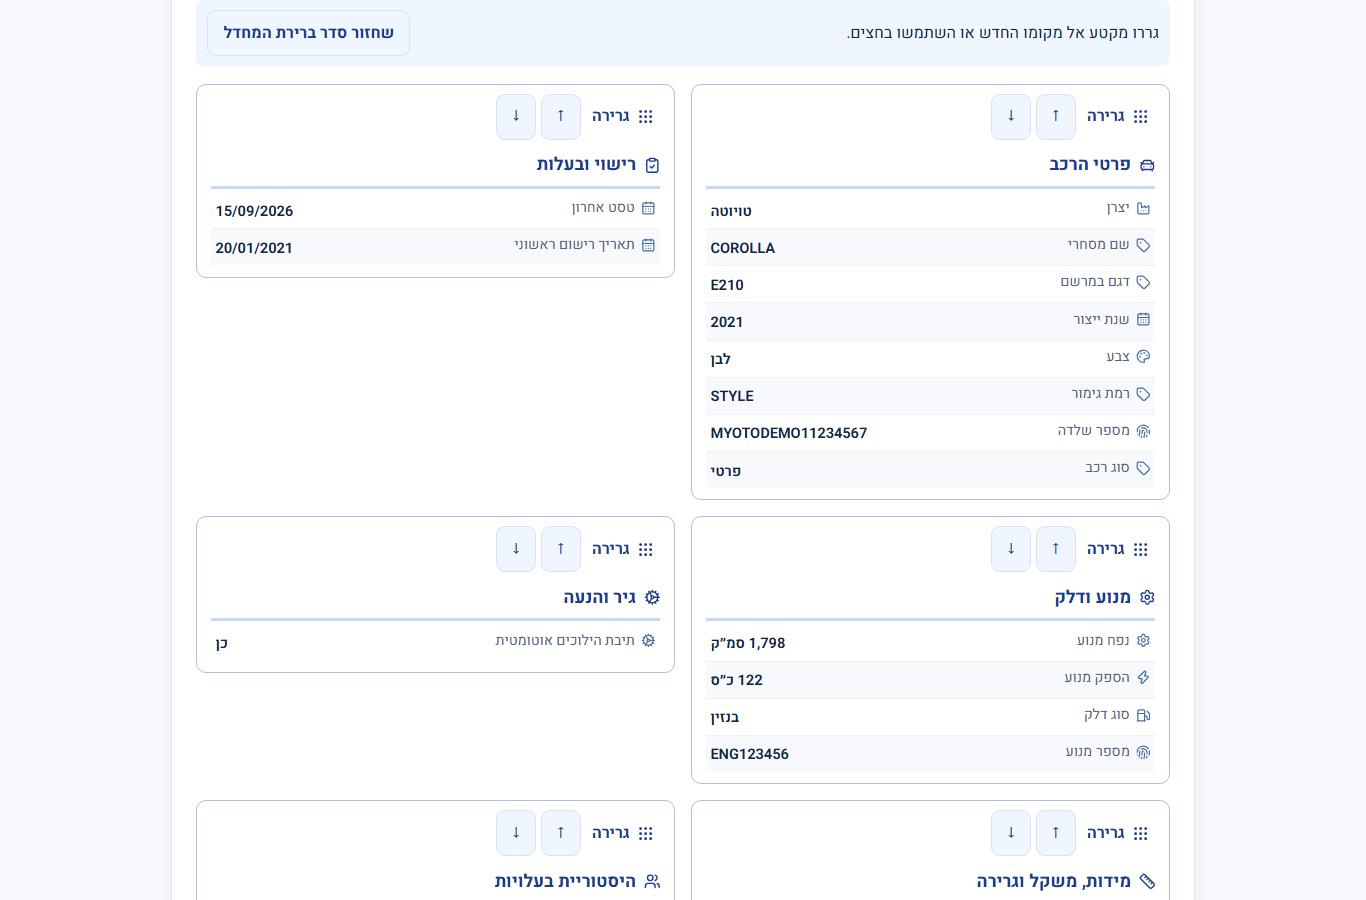 גררו מקטע אל מקומו החדש או השתמשו בחצים.
שחזור סדר ברירת המחדל
גרירה ↑ ↓
פרטי הרכב
יצרן טויוטה
שם מסחרי COROLLA
דגם במרשם E210
שנת ייצור 2021
צבע לבן
רמת גימור STYLE
מספר שלדה MYOTODEMO11234567
סוג רכב פרטי
גרירה ↑ ↓
רישוי ובעלות
טסט אחרון 15/09/2026
תאריך רישום ראשוני 20/01/2021
גרירה ↑ ↓
מנוע ודלק
נפח מנוע 1,798 סמ״ק
הספק מנוע 122 כ״ס
סוג דלק בנזין
מספר מנוע ENG123456
גרירה ↑ ↓
גיר והנעה
תיבת הילוכים אוטומטית כן
גרירה ↑ ↓
מידות, משקל וגרירה
גרירה ↑ ↓
היסטוריית בעלויות